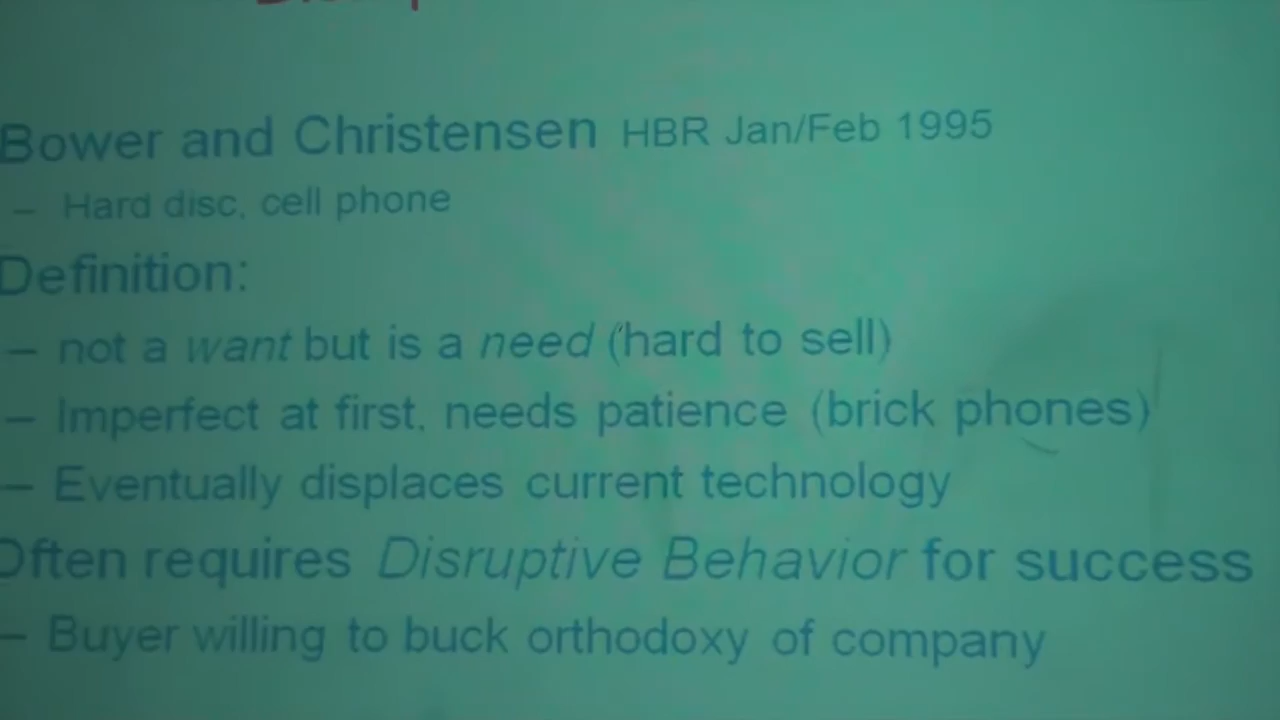 Bower and Christensen HBR Jan/Feb 1995
– Hard disc, cell phone
Definition:
– not a want but is a need (hard to sell)
– Imperfect at first, needs patience (brick phones)
– Eventually displaces current technology
Often requires Disruptive Behavior for success
– Buyer willing to buck orthodoxy of company